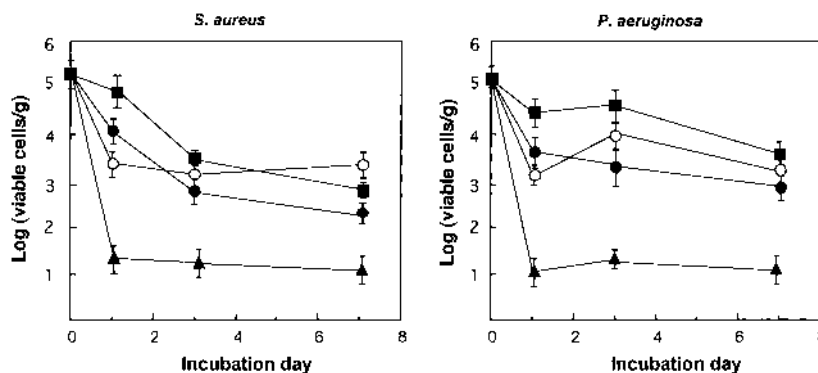 S. aureus
P. aeruginosa
6
5
4
3
2
1
0 2 4 6 8
Log (viable cells/g)
Incubation day
6
5
4
3
2
1
0 2 4 6 8
Log (viable cells/g)
Incubation day